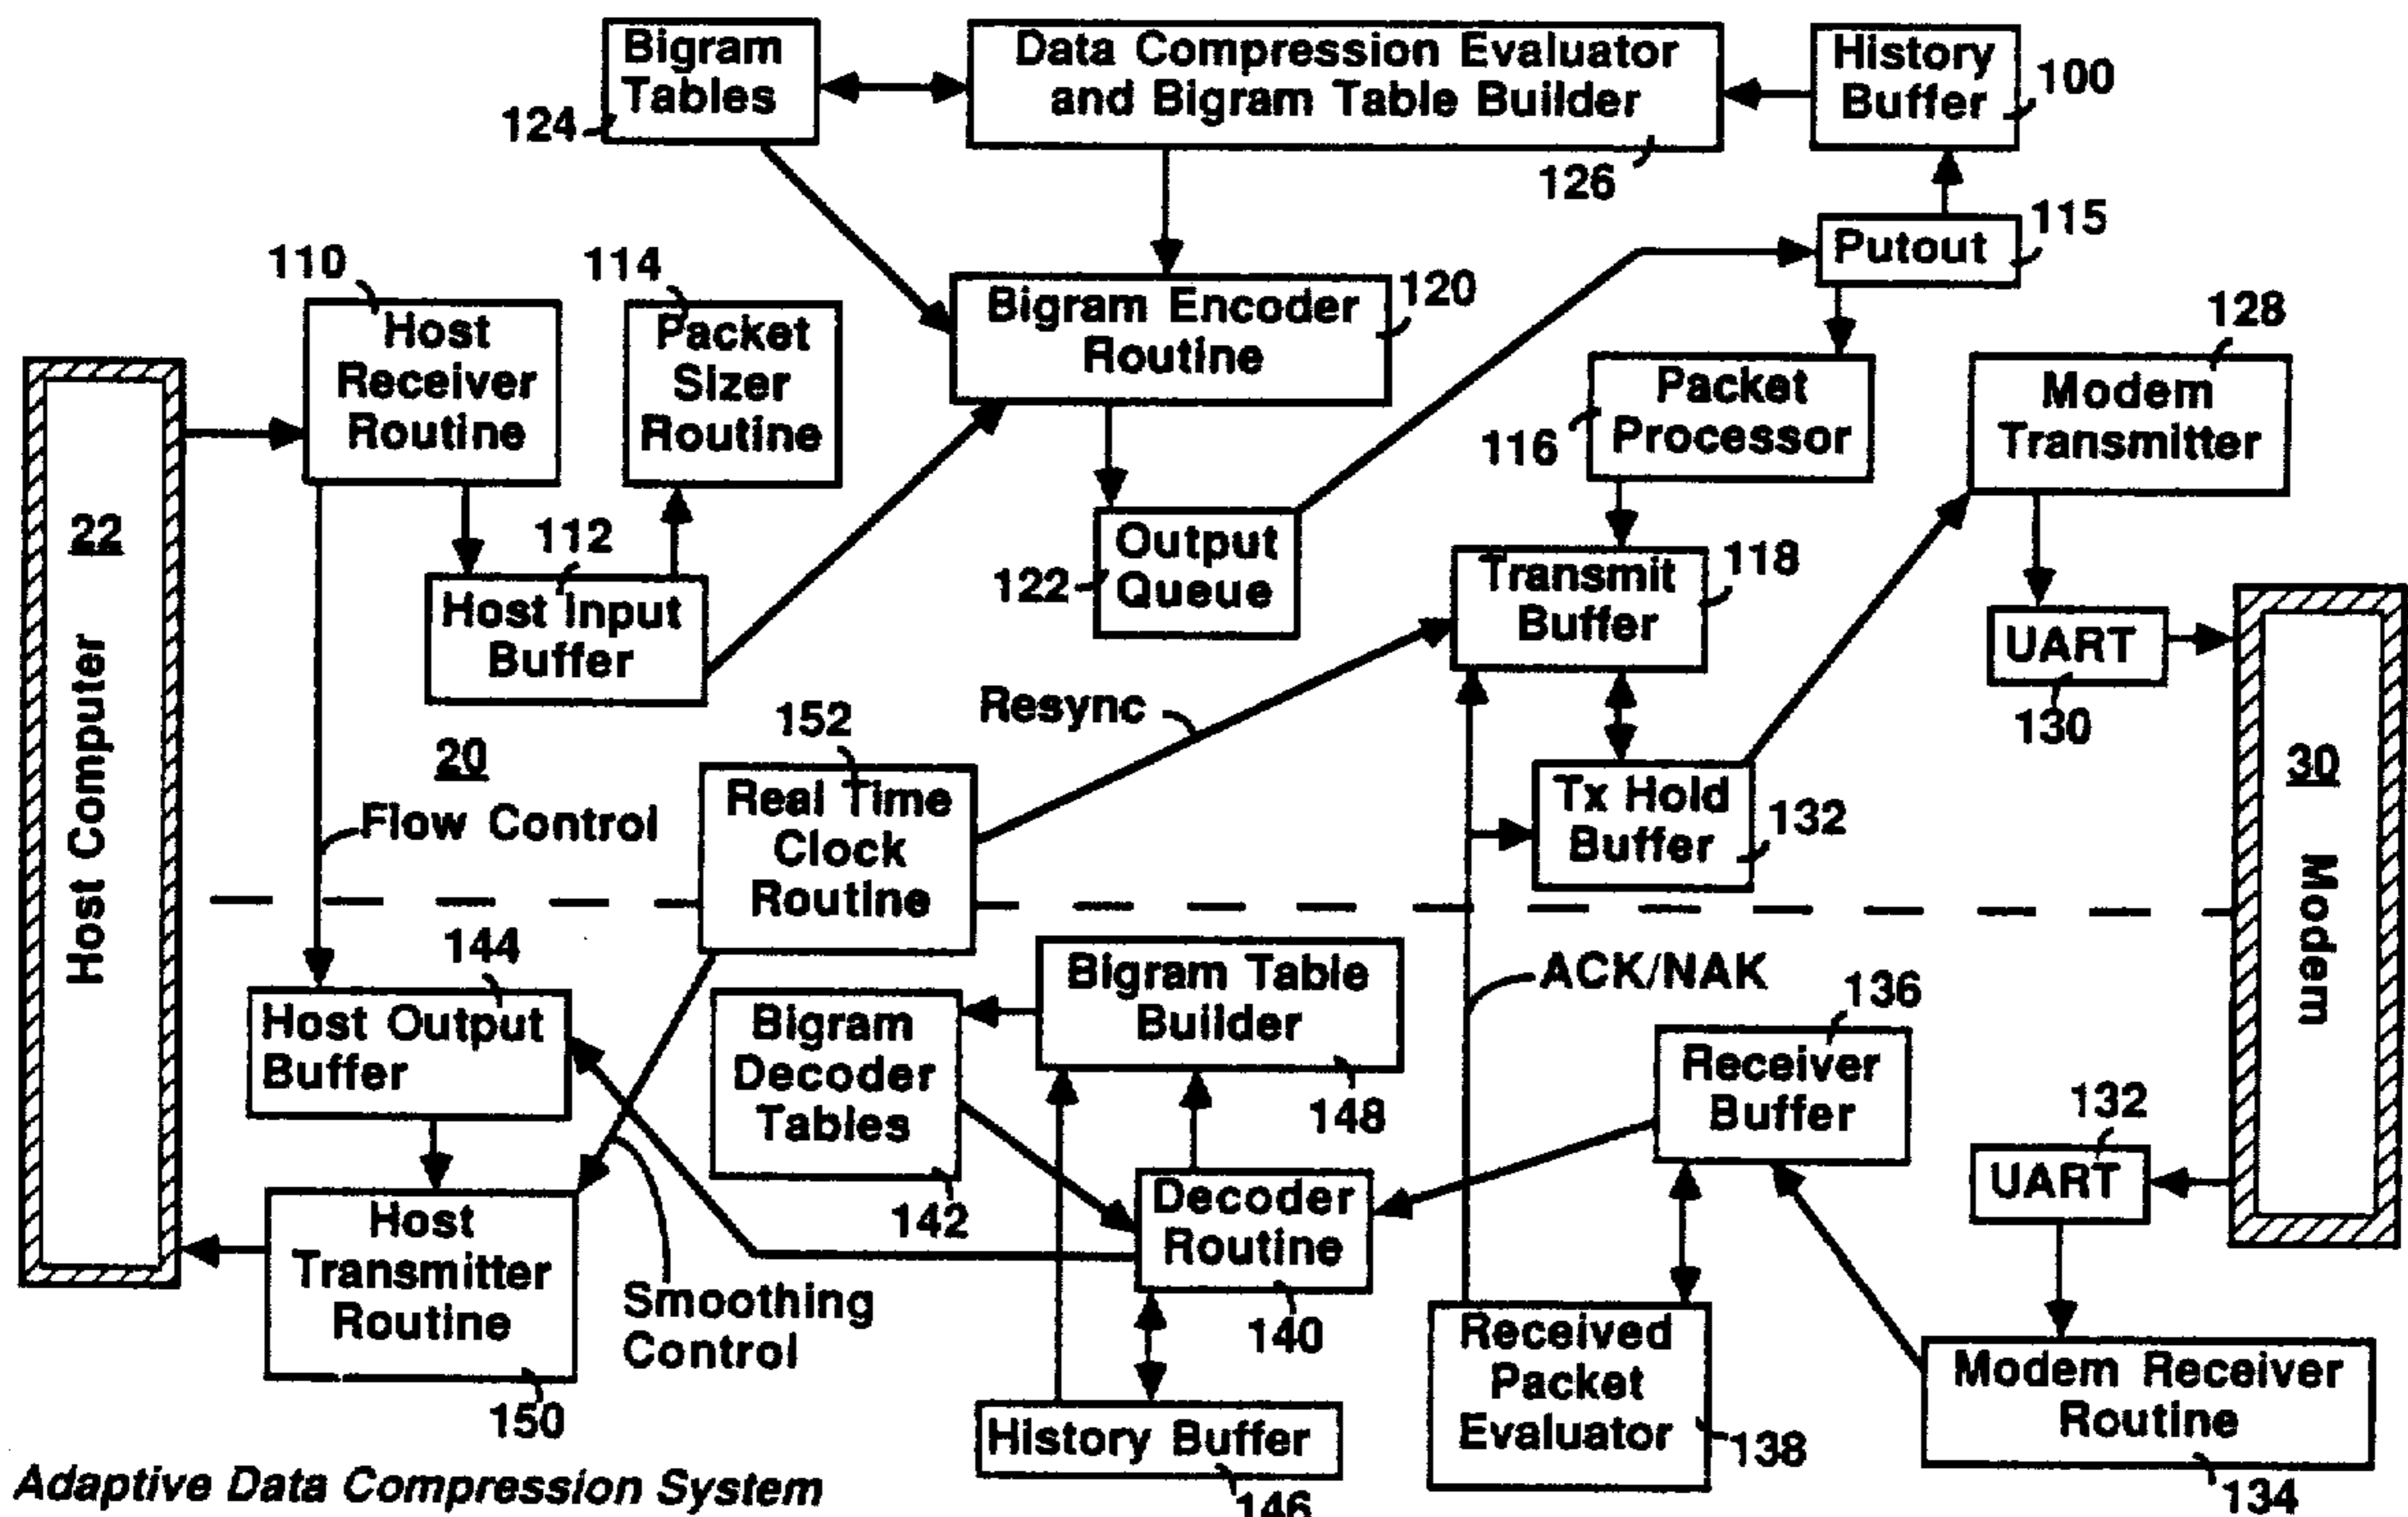 Bigram
Tables
124
Data Compression Evaluator
and Bigram Table Builder
126
History
Buffer
100
Putout
115
110
Host
Receiver
Routine
114
Packet
Sizer
Routine
Bigram Encoder
Routine
120
Packet
Processor
116
128
Modem
Transmitter
22
Host Computer
112
Host Input
Buffer
Output
Queue
122
Transmit
Buffer
118
UART
130
20
Flow Control
152
Real Time
Clock
Routine
Resync
Tx Hold
Buffer
132
30
Modem
144
Host Output
Buffer
Bigram
Decoder
Tables
142
Bigram Table
Builder
148
ACK/NAK
136
Receiver
Buffer
132
UART
Host
Transmitter
Routine
150
Smoothing
Control
Decoder
Routine
140
History Buffer
146
Received
Packet
Evaluator
138
Modem Receiver
Routine
134
Adaptive Data Compression System